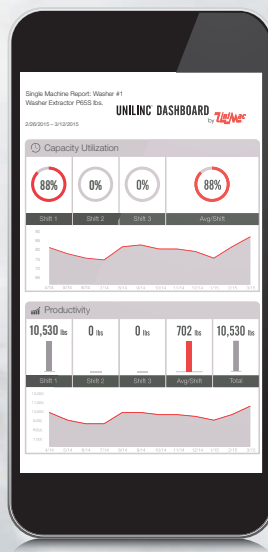 Single Machine Report: Washer #1
Washer Extractor P65S lbs.
UNILINC® DASHBOARD
by UniMac
2/26/2015 – 3/12/2015
Capacity Utilization
88% 0% 0% 88%
Shift 1 Shift 2 Shift 3 Avg/Shift
Productivity
10,530 lbs 0 lbs 0 lbs 702 lbs 10,530 lbs
Shift 1 Shift 2 Shift 3 Avg/Shift Total